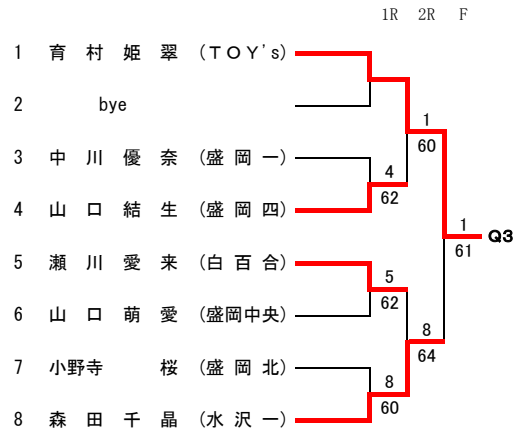 1R 2R F
1 育 村 姫 翠 (TOY's)
2 bye
1
60
3 中 川 優 奈 (盛 岡 一)
4
62
4 山 口 結 生 (盛 岡 四)
1
61
Q3
5 瀬 川 愛 来 (白 百 合)
5
62
6 山 口 萌 愛 (盛岡中央)
8
64
7 小野寺 桜 (盛 岡 北)
8
60
8 森 田 千 晶 (水 沢 一)